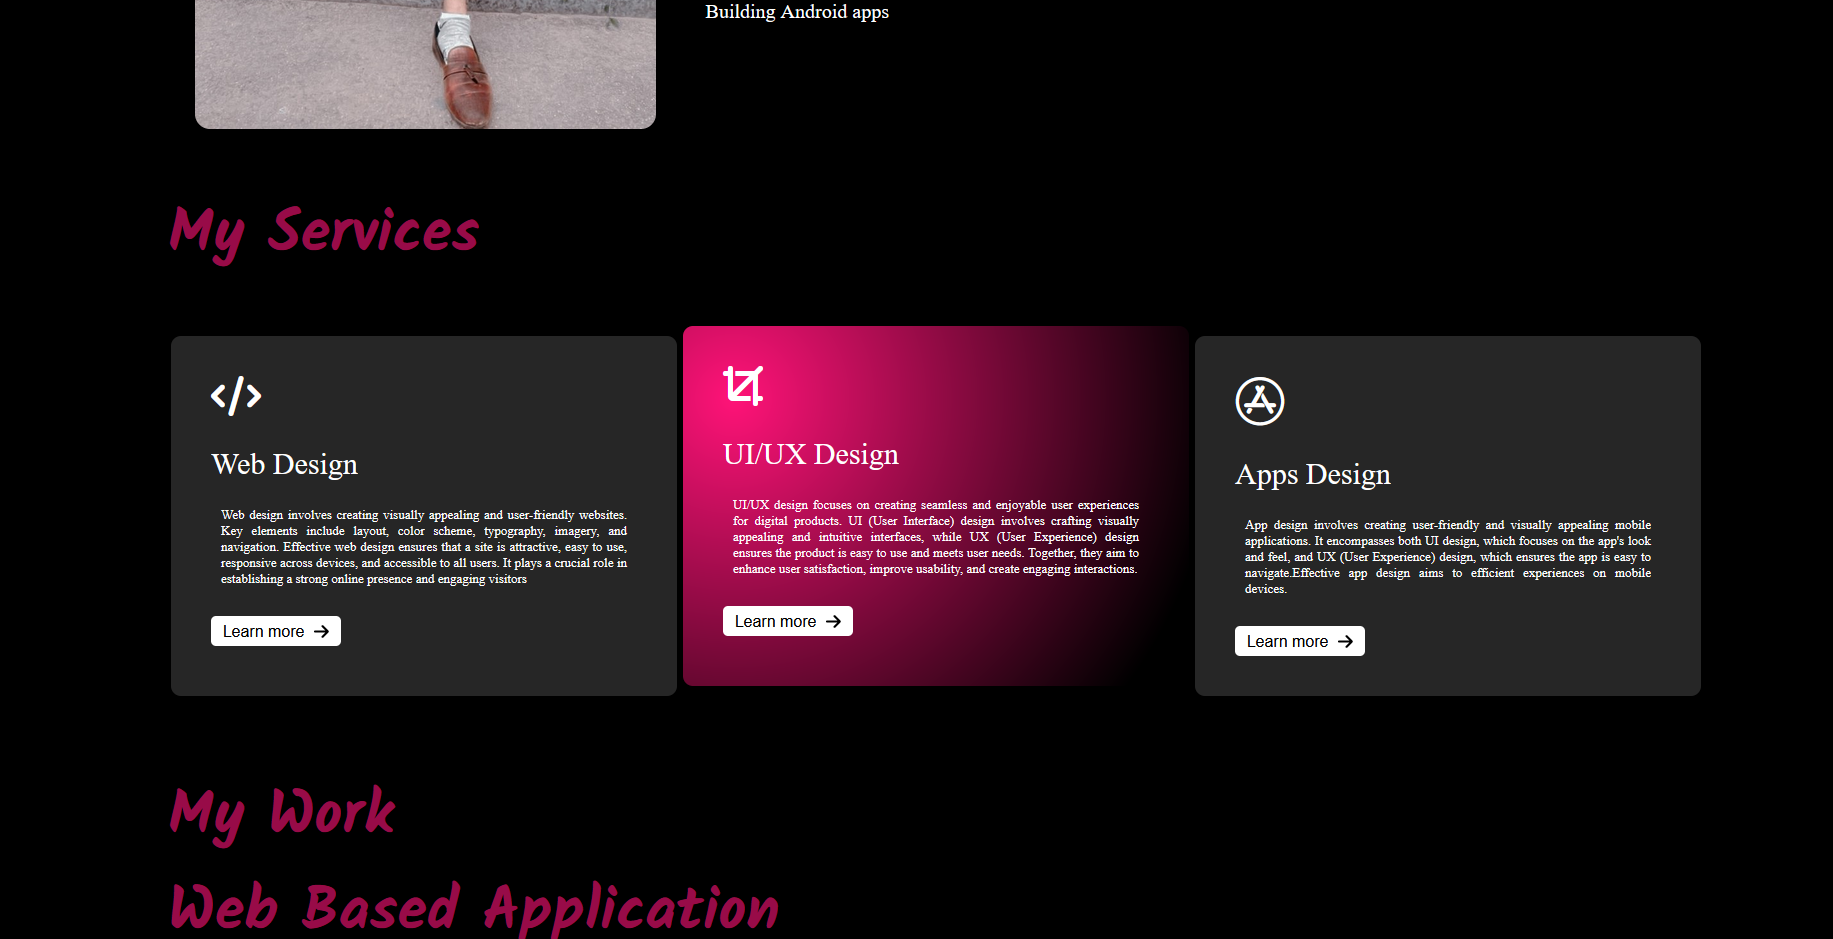 Building Android apps
My Services
Web Design
Web design involves creating visually appealing and user-friendly websites.
Key elements include layout, color scheme, typography, imagery, and
navigation. Effective web design ensures that a site is attractive, easy to use,
responsive across devices, and accessible to all users. It plays a crucial role in
establishing a strong online presence and engaging visitors
Learn more
UI/UX Design
UI/UX design focuses on creating seamless and enjoyable user experiences
for digital products. UI (User Interface) design involves crafting visually
appealing and intuitive interfaces, while UX (User Experience) design
ensures the product is easy to use and meets user needs. Together, they aim to
enhance user satisfaction, improve usability, and create engaging interactions.
Learn more
Apps Design
App design involves creating user-friendly and visually appealing mobile
applications. It encompasses both UI design, which focuses on the app's look
and feel, and UX (User Experience) design, which ensures the app is easy to
navigate.Effective app design aims to efficient experiences on mobile
devices.
Learn more
My Work
Web Based Application